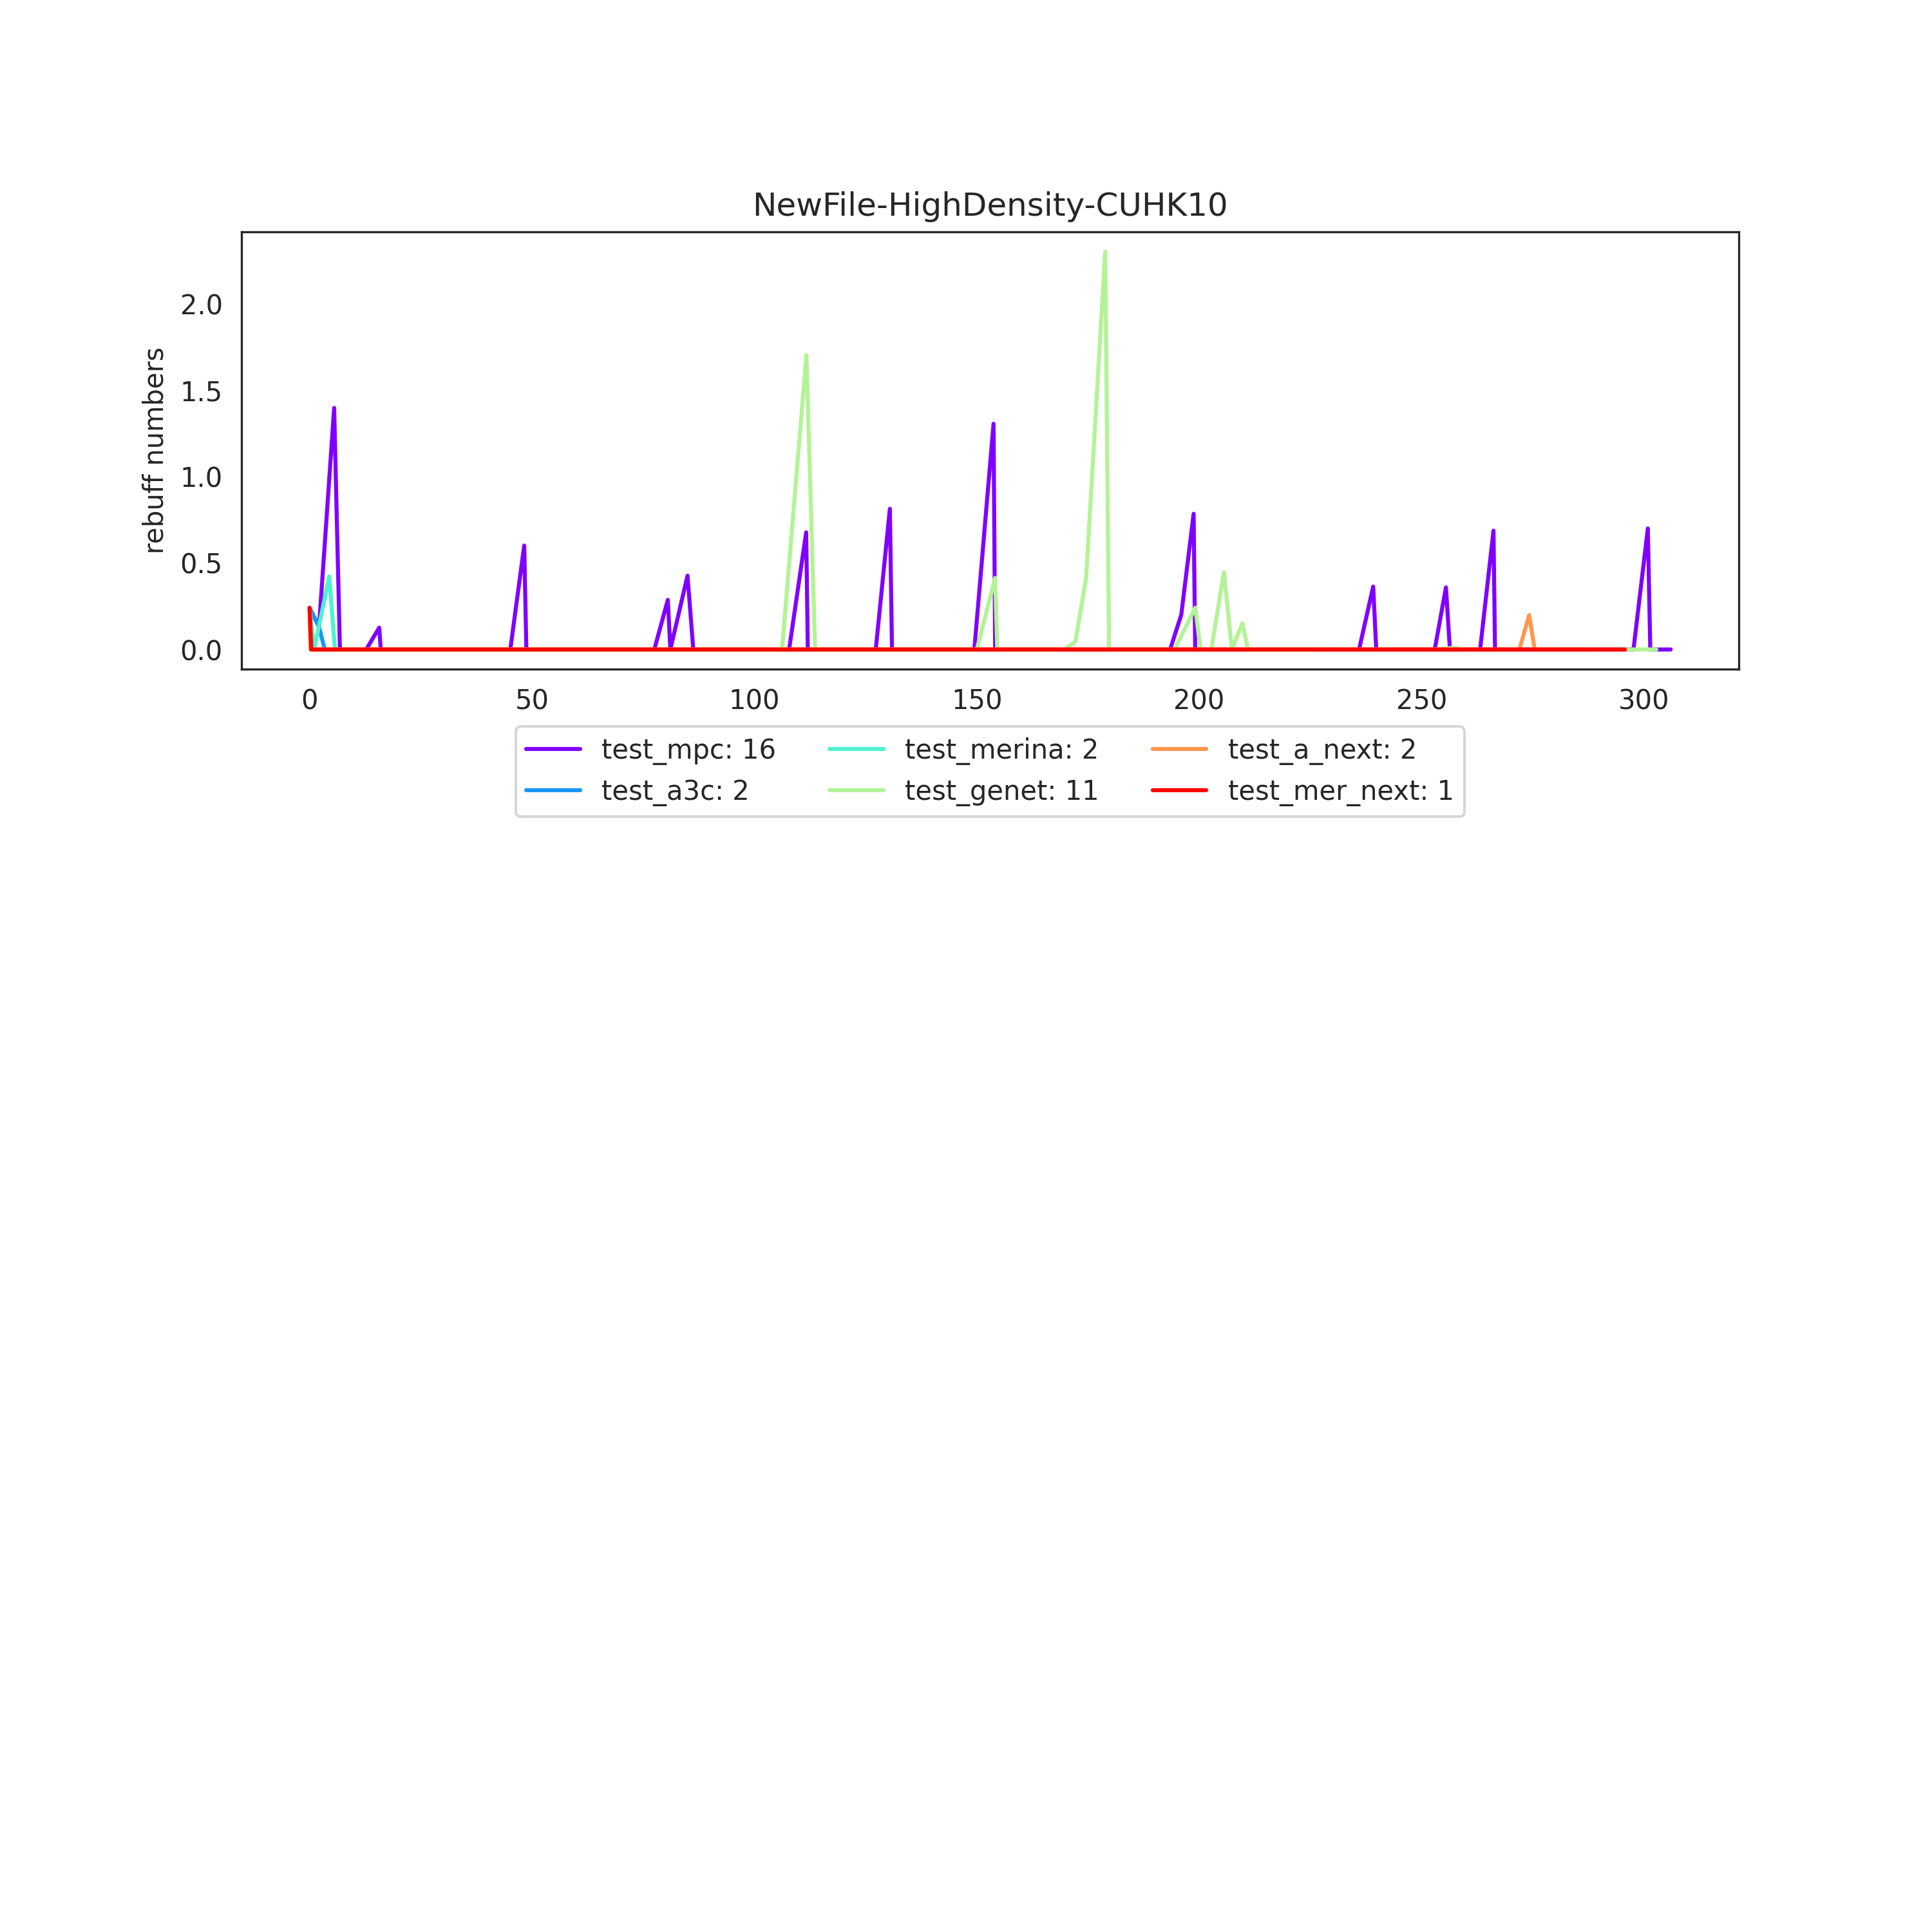 NewFile-HighDensity-CUHK10
rebuff numbers
2.0
1.5
1.0
0.5
0.0
0 50 100 150 200 250 300
test_mpc: 16 test_merina: 2 test_a_next: 2
test_a3c: 2 test_genet: 11 test_mer_next: 1